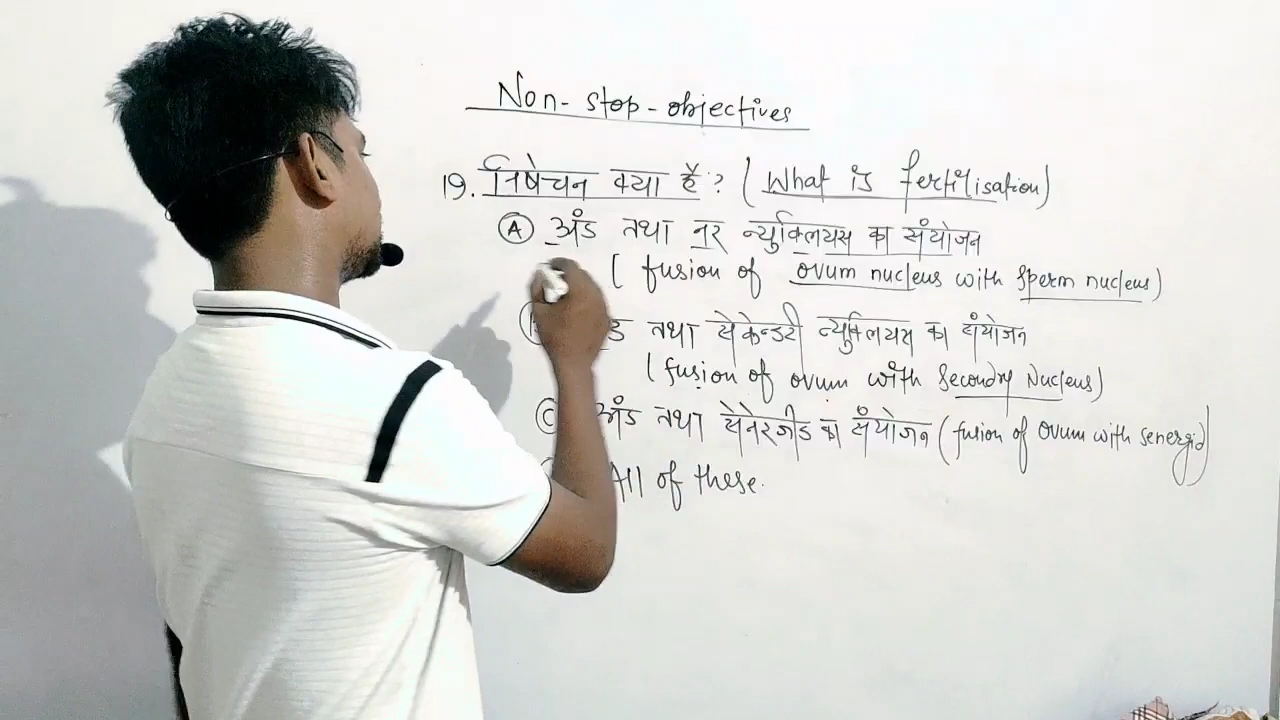 Non-stop-objectives
19. निषेचन क्या है? (What is fertilisation)
(A) अंड तथा नर न्युक्लियस का संयोजन
( fusion of ovum nucleus with sperm nucleus)
तथा सेकेन्डरी न्युक्लियस का संयोजन
(fusion of ovum with Secondry Nucleus)
(C) अंड तथा सेनेरजीड का संयोजन (fusion of ovum with senergid)
All of these.